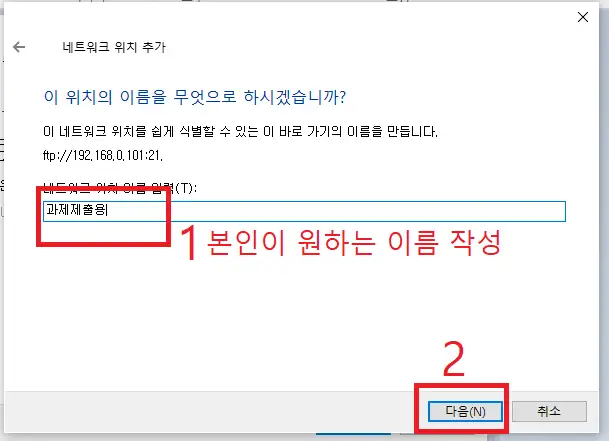 네트워크 위치 추가
이 위치의 이름을 무엇으로 하시겠습니까?
이 네트워크 위치를 쉽게 식별할 수 있는 이 바로 가기의 이름을 만듭니다.
ftp://192.168.0.101:21.
네트워크 위치 이름 입력(T):
과제제출용
1 본인이 원하는 이름 작성
2
다음(N) 취소